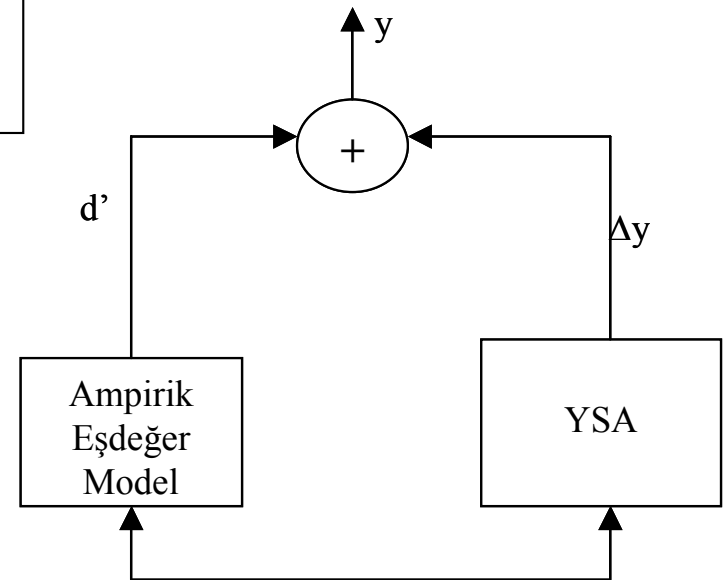 y
+
d’
Δy
Ampirik
Eşdeğer
Model
YSA